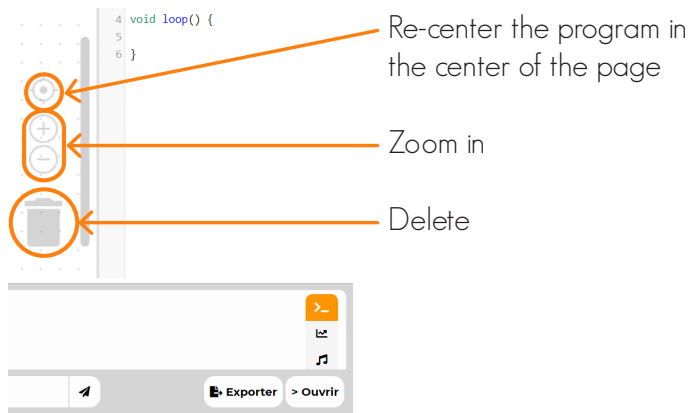 4 void loop() {
5
6 }
Re-center the program in
the center of the page
Zoom in
Delete
>_
Exporter
> Ouvrir